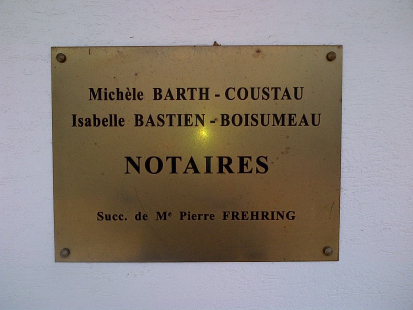 Michèle BARTH - COUSTAU
Isabelle BASTIEN - BOISUMEAU
NOTAIRES
Succ. de Me Pierre FREHRING